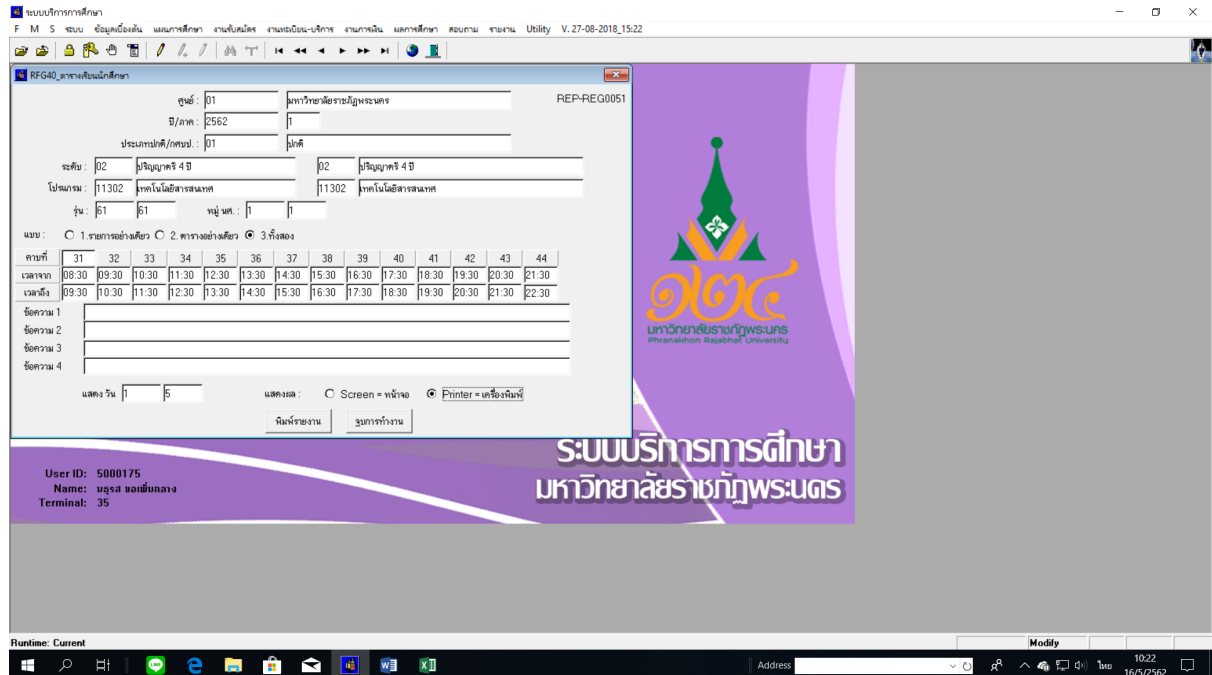 ระบบบริการการศึกษา
F M S ระบบ ข้อมูลเบื้องต้น แผนการศึกษา งานรับสมัคร งานทะเบียน-บริการ งานการเงิน ผลการศึกษา สอบถาม รายงาน Utility V. 27-08-2018_15:22
RFG40_ตารางเรียนนักศึกษา
ศูนย์ : 01 มหาวิทยาลัยราชภัฏพระนคร REP-REG0051
ปี/ภาค : 2562 1
ประเภทปกติ/กศบป. : 01 ปกติ
ระดับ : 02 ปริญญาตรี 4 ปี 02 ปริญญาตรี 4 ปี
โปรแกรม : 11302 เทคโนโลยีสารสนเทศ 11302 เทคโนโลยีสารสนเทศ
รุ่น : 61 61 หมู่ นศ. : 1 1
แบบ : 1.รายการอย่างเดียว 2.ตารางอย่างเดียว 3.ทั้งสอง
คาบที่ 31 32 33 34 35 36 37 38 39 40 41 42 43 44
เวลาจาก 08:30 09:30 10:30 11:30 12:30 13:30 14:30 15:30 16:30 17:30 18:30 19:30 20:30 21:30
เวลาถึง 09:30 10:30 11:30 12:30 13:30 14:30 15:30 16:30 17:30 18:30 19:30 20:30 21:30 22:30
ข้อความ 1
ข้อความ 2
ข้อความ 3
ข้อความ 4
แสดง วัน 1 5 แสดงผล : Screen = หน้าจอ Printer = เครื่องพิมพ์
พิมพ์รายงาน จบการทำงาน
๑๒๔
มหาวิทยาลัยราชภัฏพระนคร
Phranakhon Rajabhat University
ระบบบริการการศึกษา
มหาวิทยาลัยราชภัฏพระนคร
User ID: 5000175
Name: มธุรส
Terminal: 35
Runtime: Current Modify
Address ไทย 10:22
16/5/2562